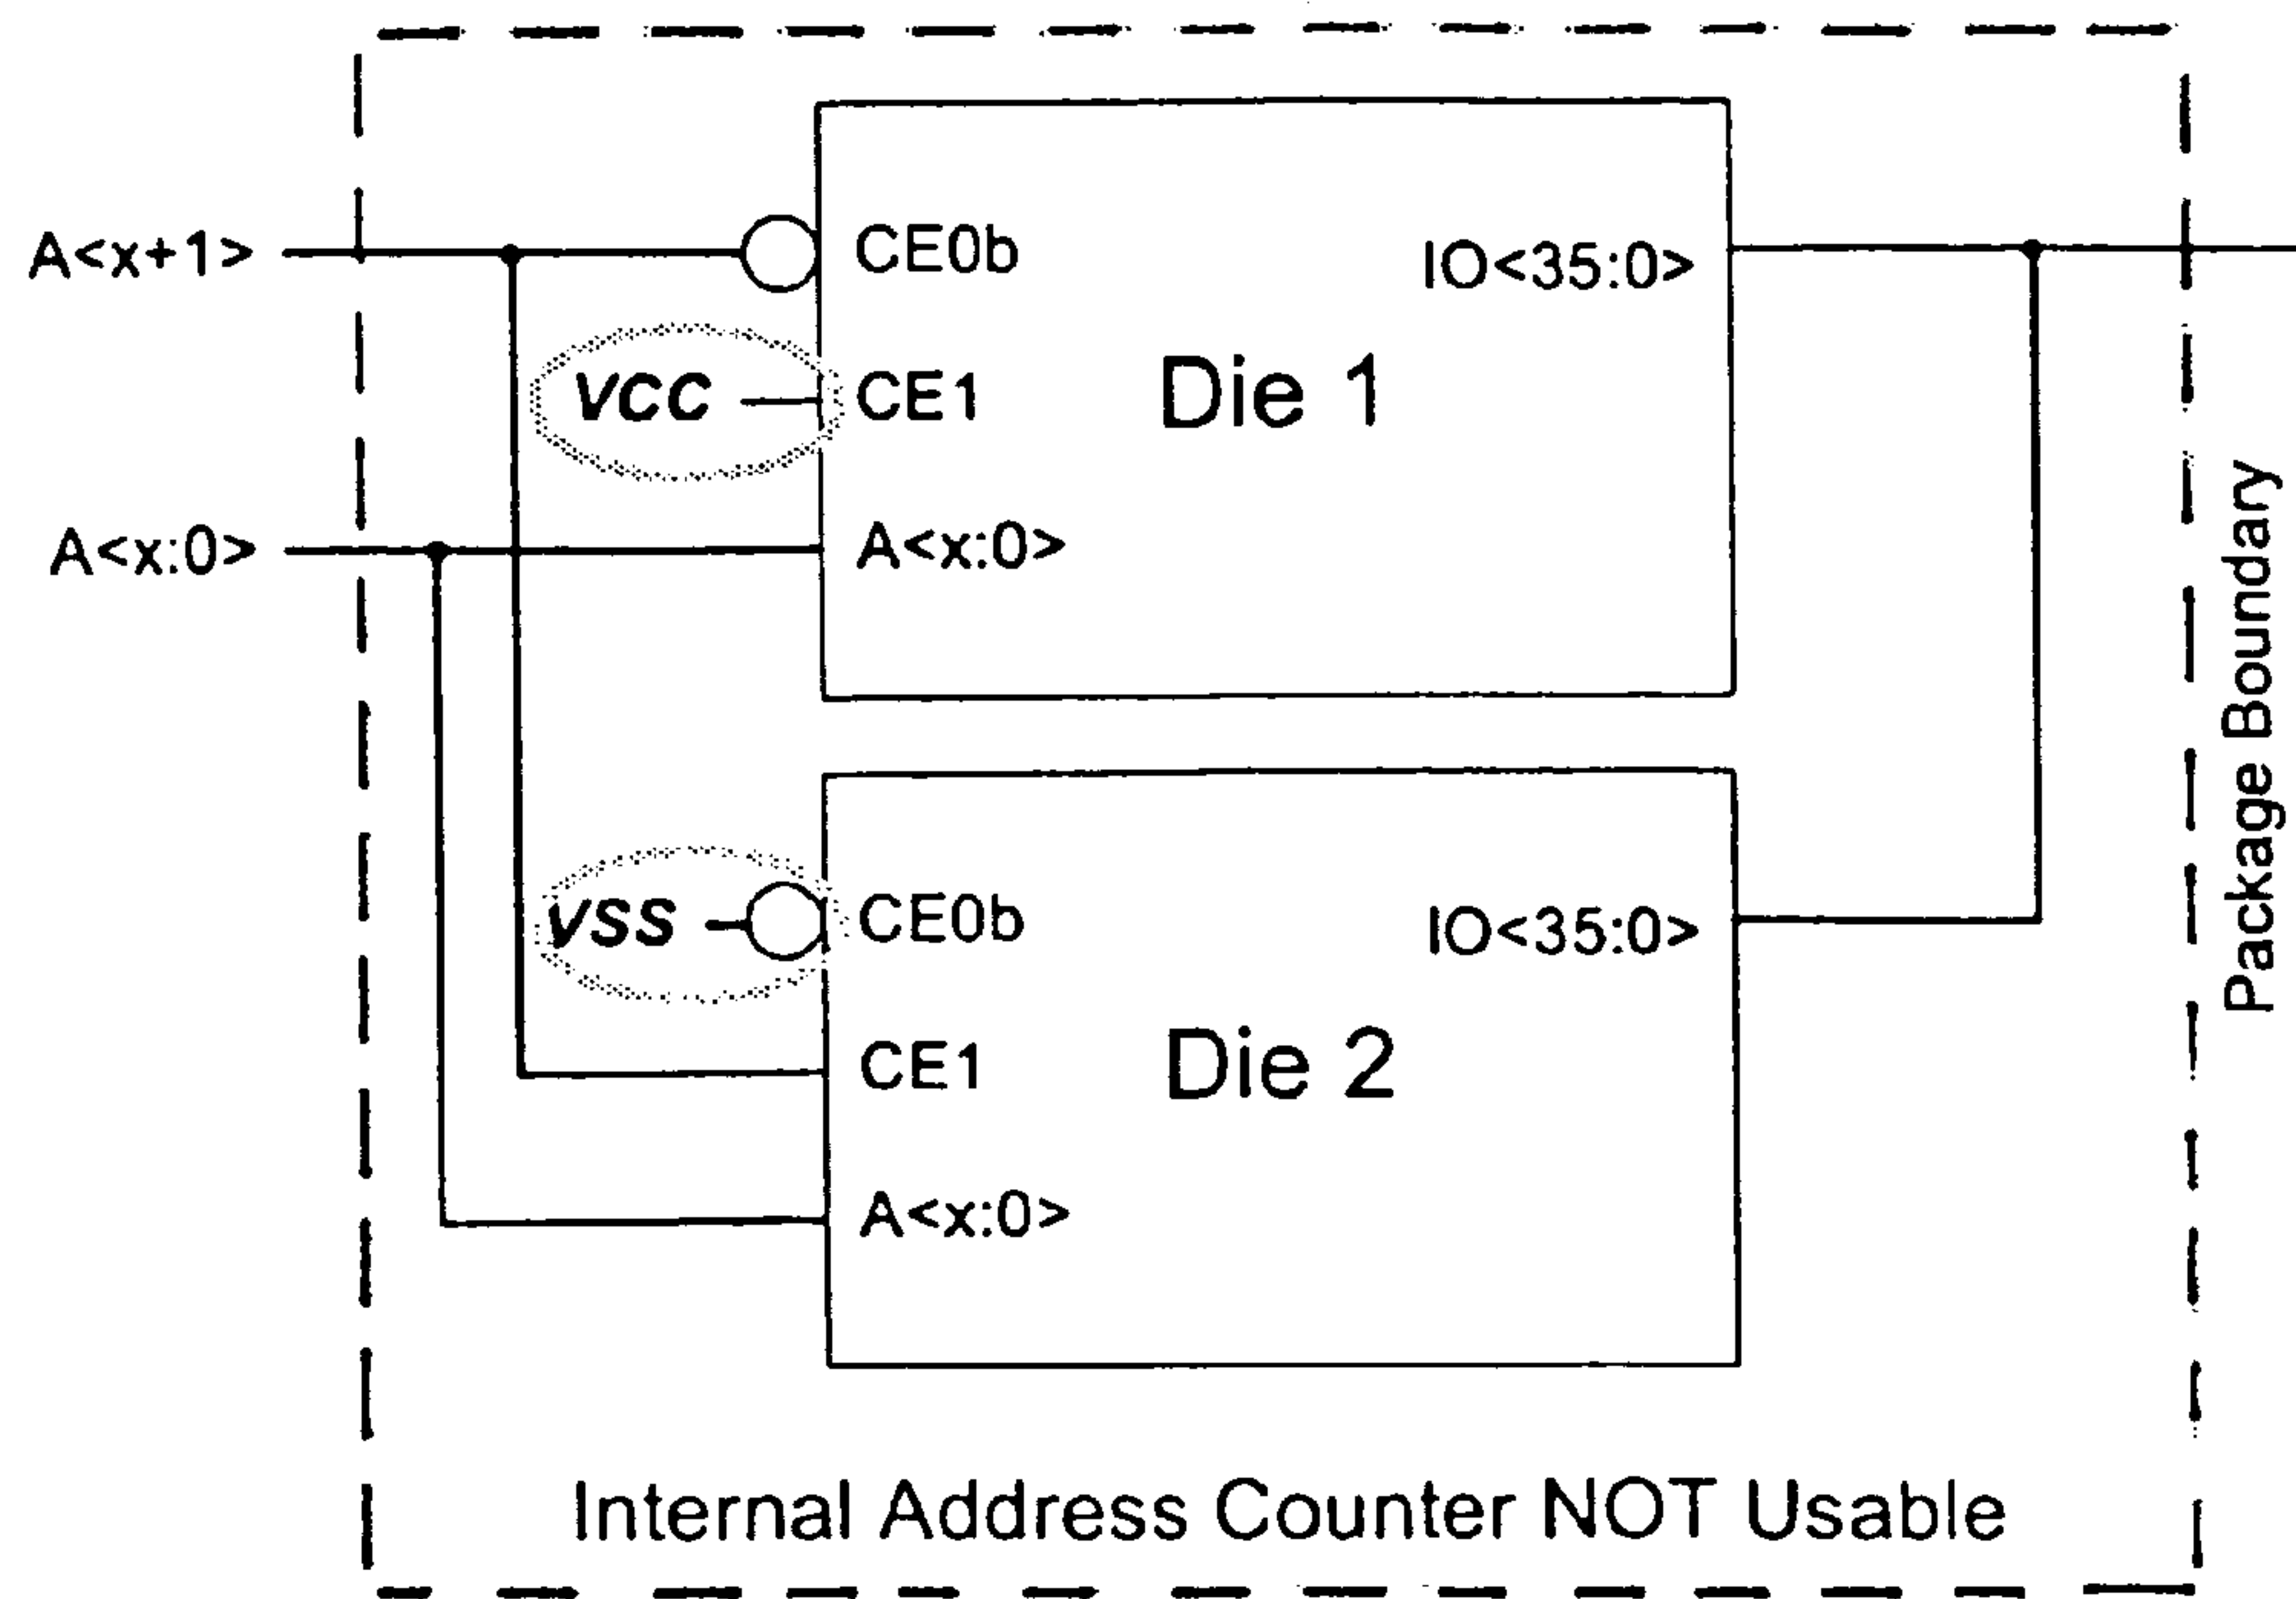 A<x+1>
CE0b
IO<35:0>
VCC
CE1
Die 1
A<x:0>
A<x:0>
VSS
CE0b
IO<35:0>
CE1
Die 2
A<x:0>
Internal Address Counter NOT Usable
Package Boundary